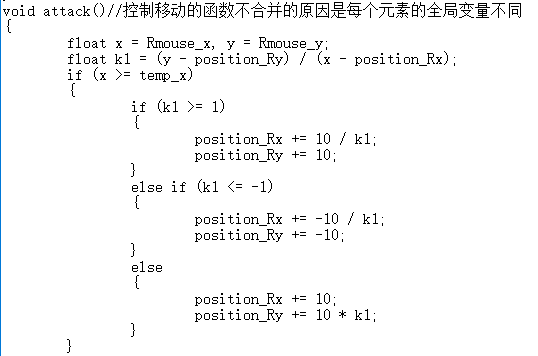 void attack()//控制移动的函数不合并的原因是每个元素的全局变量不同
{
float x = Rmouse_x, y = Rmouse_y;
float k1 = (y - position_Ry) / (x - position_Rx);
if (x >= temp_x)
{
if (k1 >= 1)
{
position_Rx += 10 / k1;
position_Ry += 10;
}
else if (k1 <= -1)
{
position_Rx += -10 / k1;
position_Ry += -10;
}
else
{
position_Rx += 10;
position_Ry += 10 * k1;
}
}